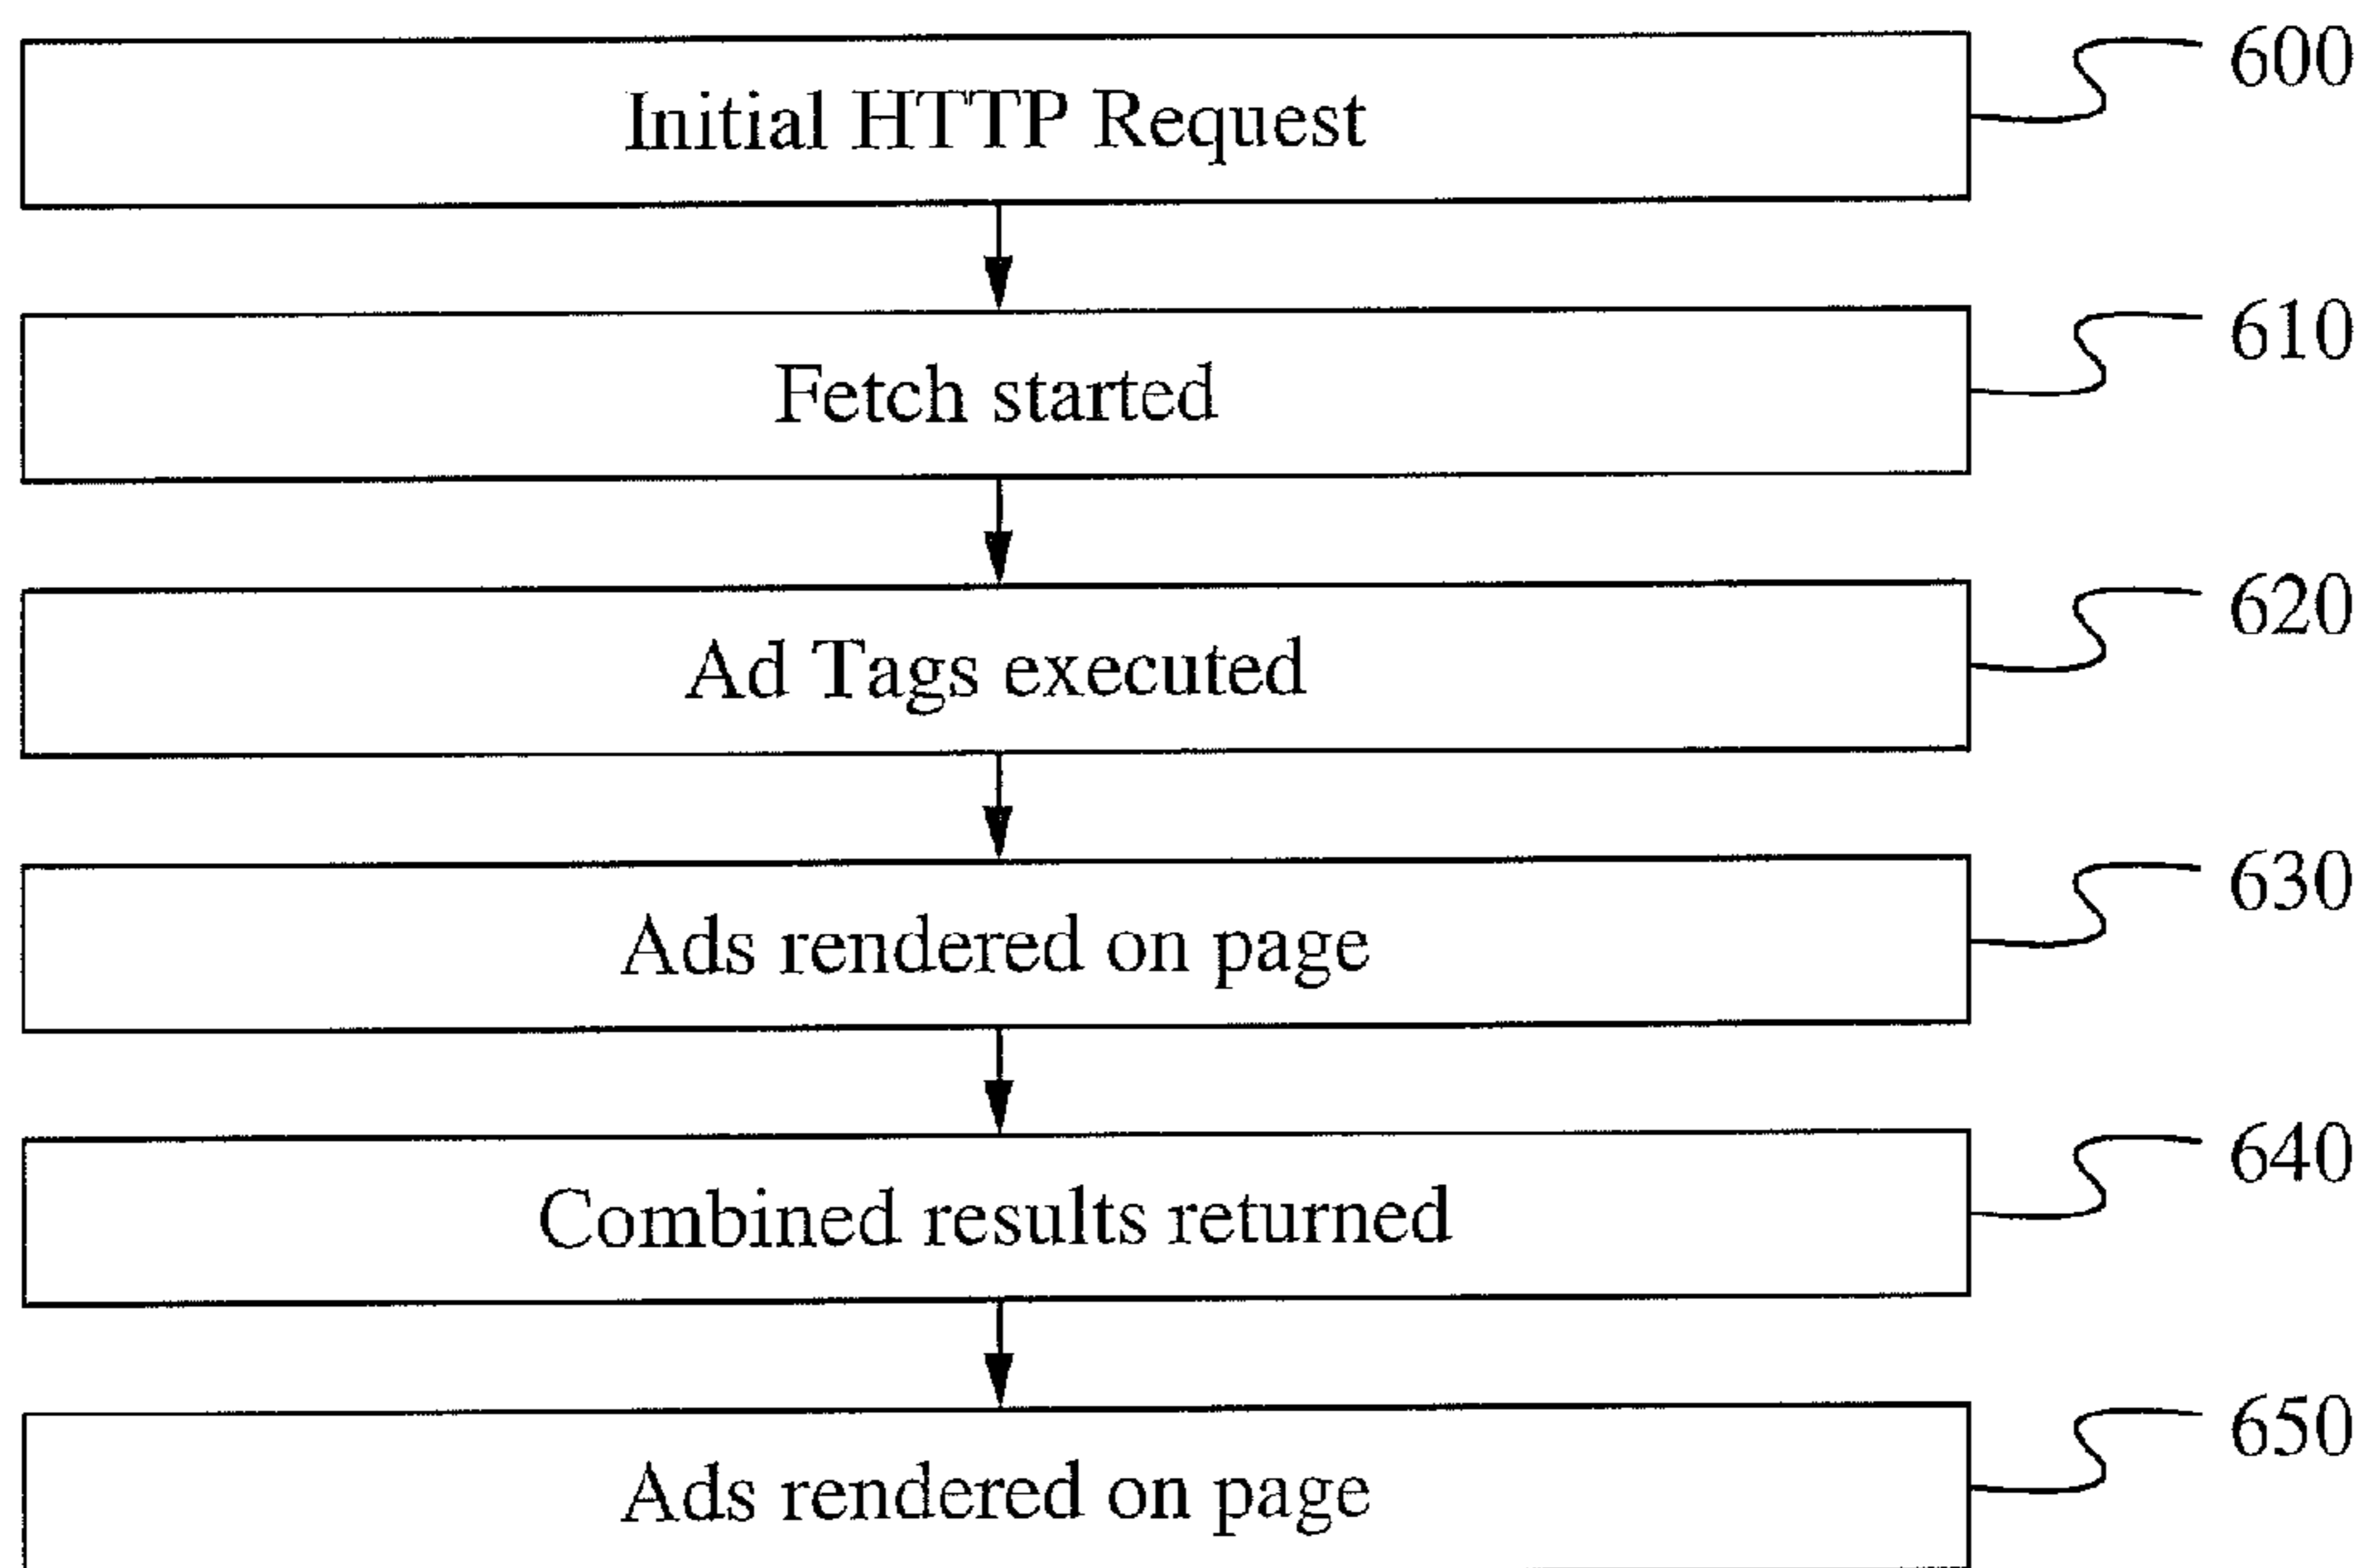 Initial HTTP Request
600
Fetch started
610
Ad Tags executed
620
Ads rendered on page
630
Combined results returned
640
Ads rendered on page
650